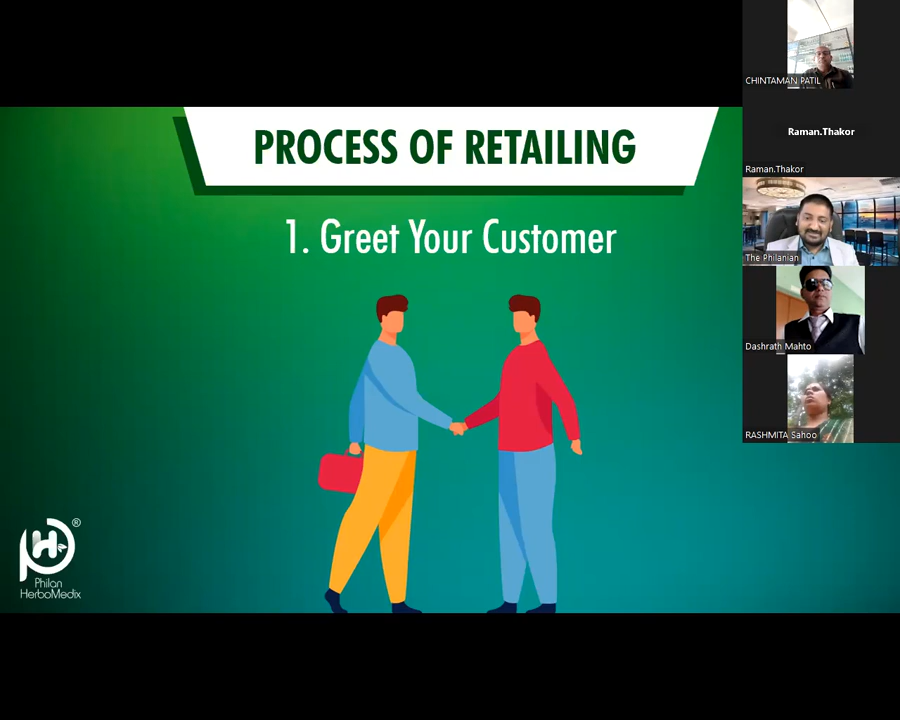 PROCESS OF RETAILING
1. Greet Your Customer
Philan
HerboMedix
®
CHINTAMAN PATIL
Raman.Thakor
Raman.Thakor
The Philanian
Dashrath Mahto
RASHMITA Sahoo